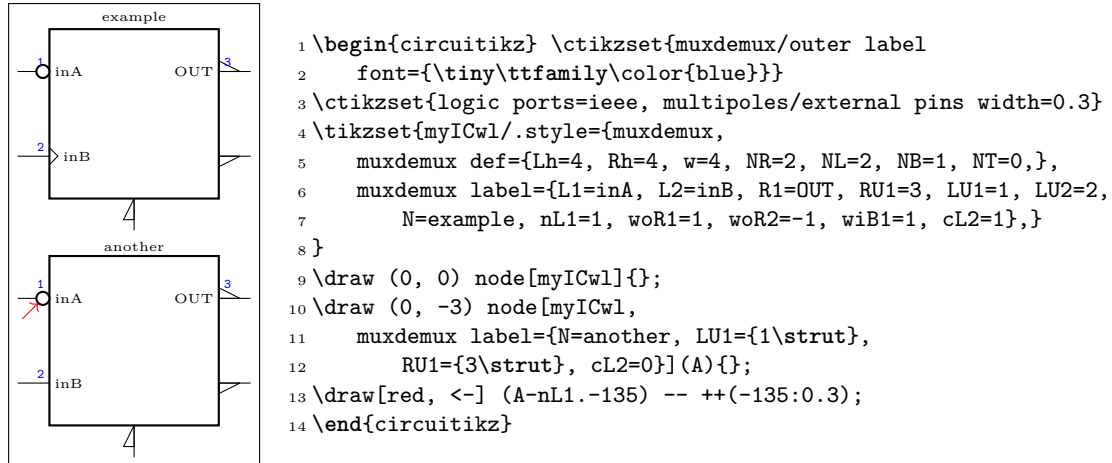 example
1
inA
OUT
3
2
inB
another
1
inA
OUT
3
2
inB
1 \begin{circuitikz} \ctikzset{muxdemux/outer label
2 font={\tiny\ttfamily\color{blue}}}
3 \ctikzset{logic ports=ieee, multipoles/external pins width=0.3}
4 \tikzset{myICwl/.style={muxdemux,
5 muxdemux def={Lh=4, Rh=4, w=4, NR=2, NL=2, NB=1, NT=0,},
6 muxdemux label={L1=inA, L2=inB, R1=OUT, RU1=3, LU1=1, LU2=2,
7 N=example, nL1=1, woR1=1, woR2=-1, wiB1=1, cL2=1},}
8 }
9 \draw (0, 0) node[myICwl]{};
10 \draw (0, -3) node[myICwl,
11 muxdemux label={N=another, LU1={1\strut},
12 RU1={3\strut}, cL2=0}](A){};
13 \draw[red, <-] (A-nL1.-135) -- ++(-135:0.3);
14 \end{circuitikz}